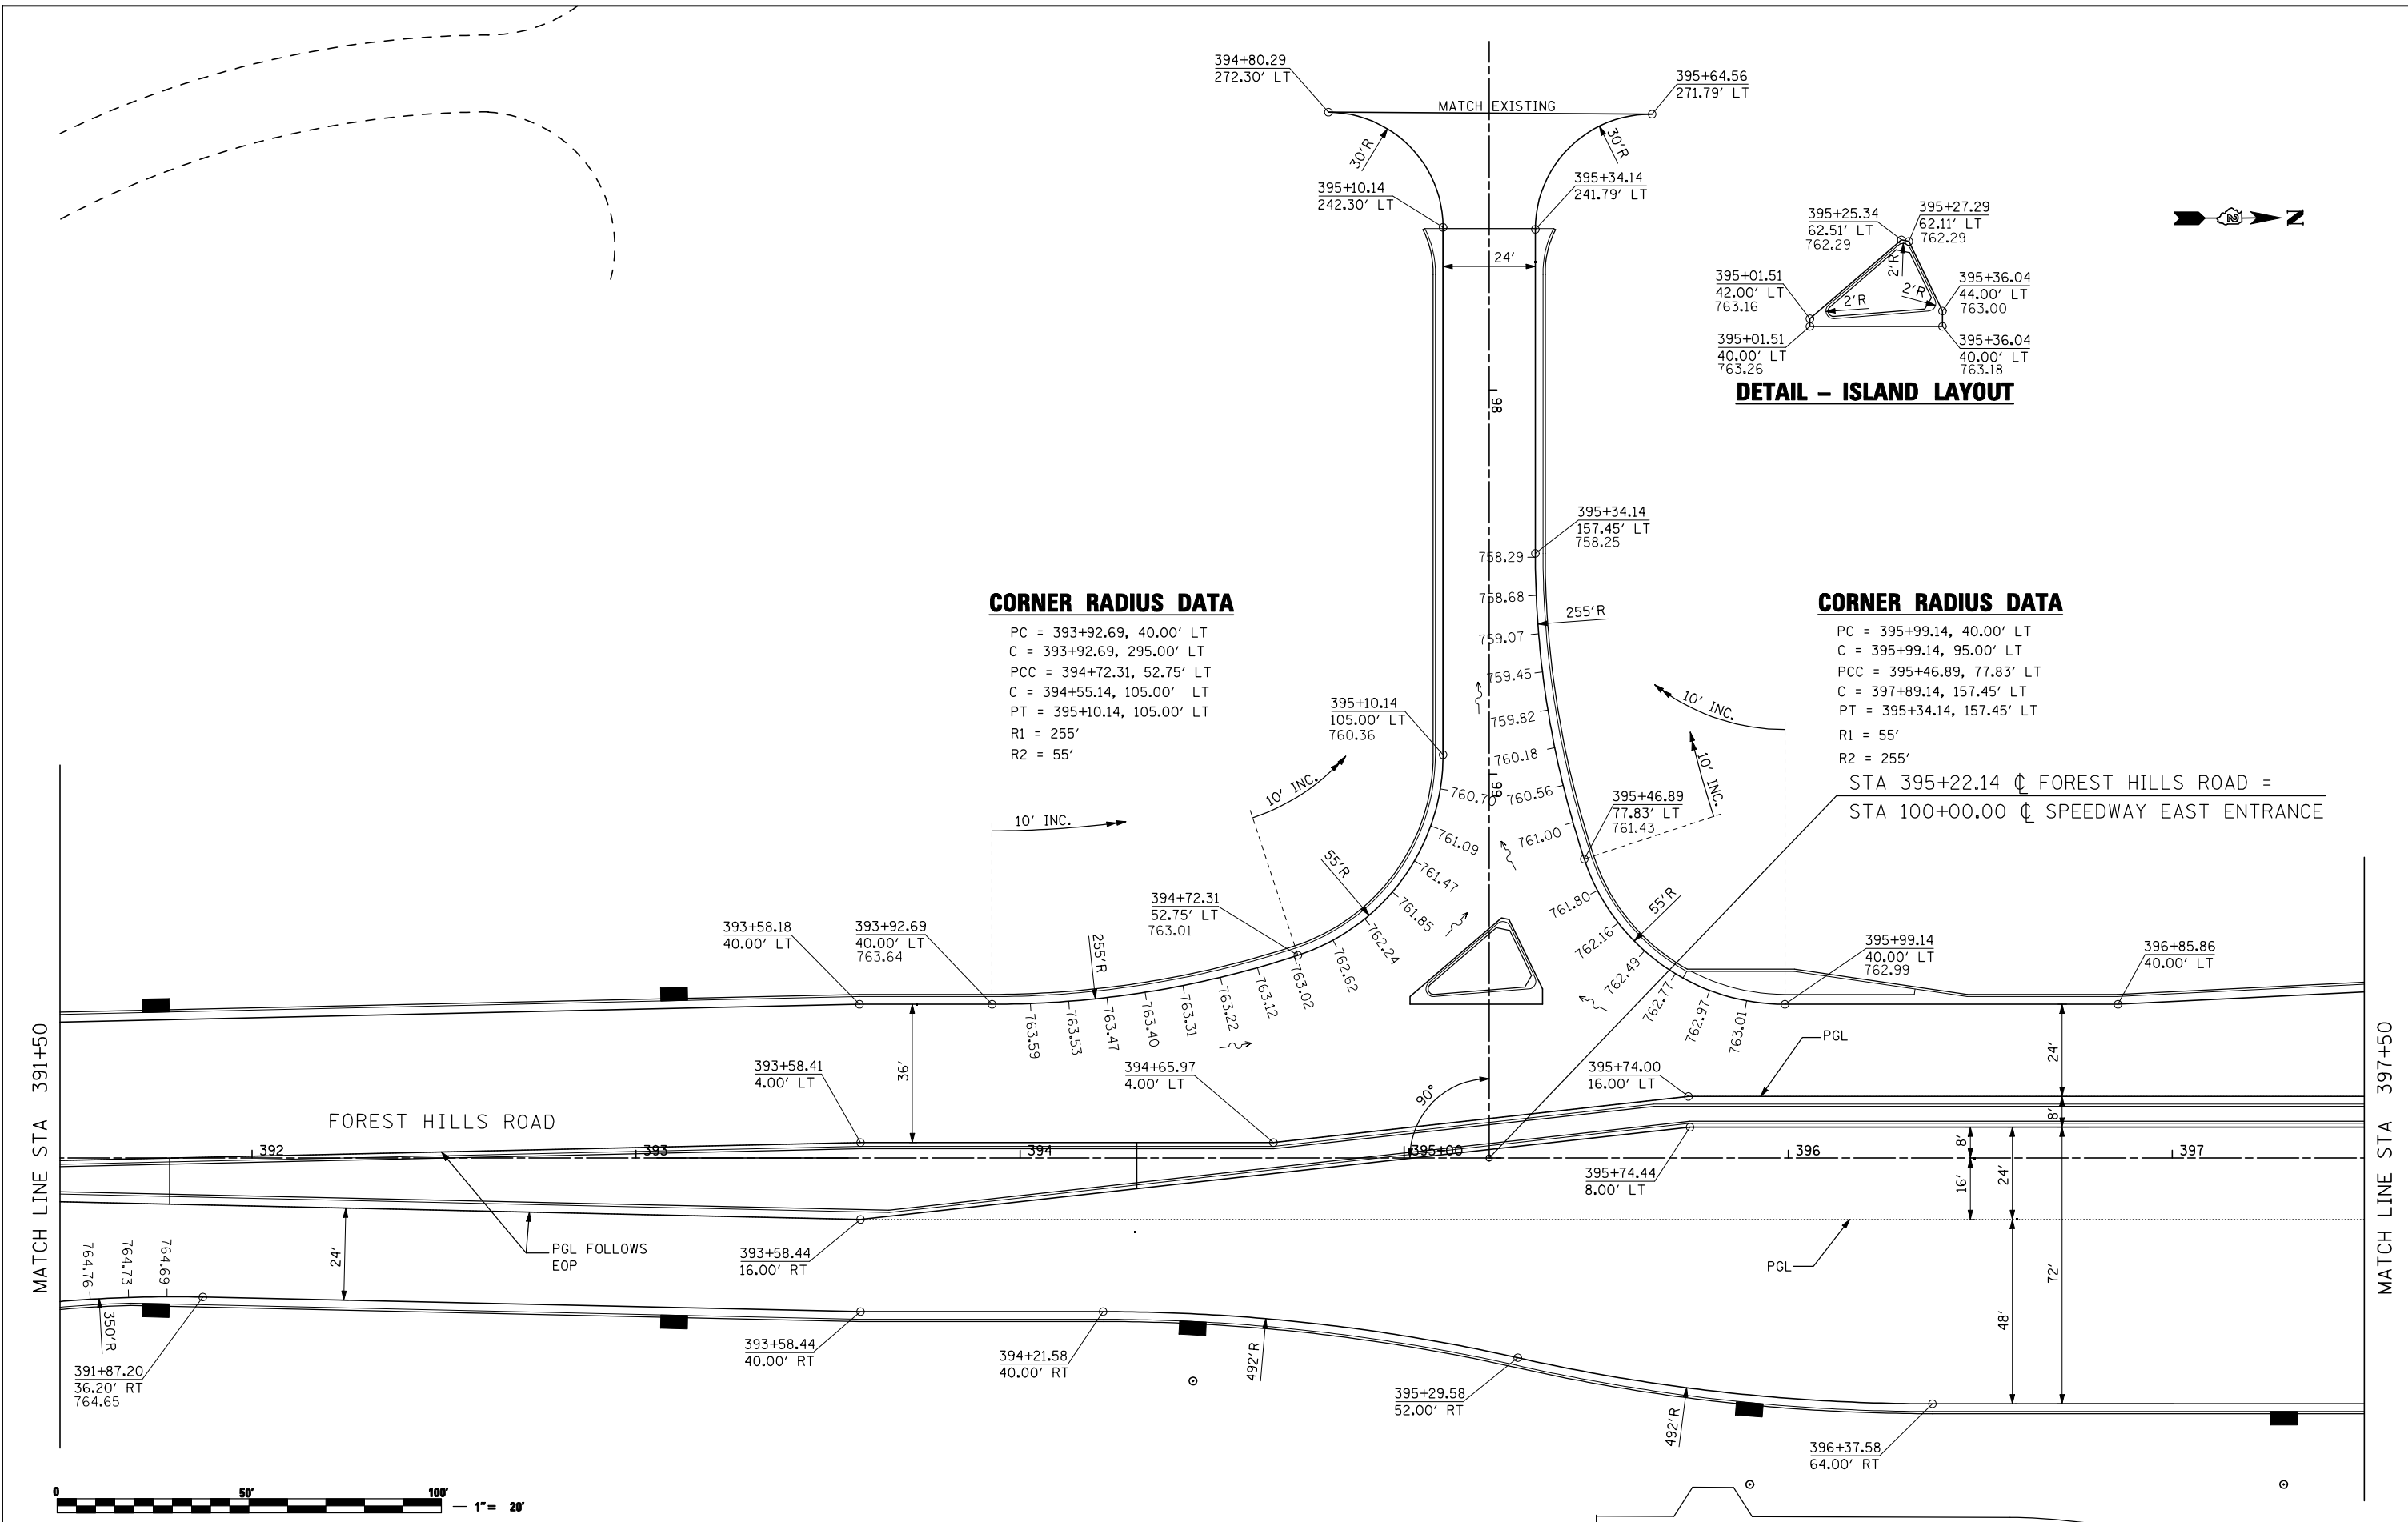 394+80.29
272.30' LT
395+64.56
271.79' LT
MATCH EXISTING
30'R
30'R
395+10.14
242.30' LT
395+34.14
241.79' LT
24'
395+25.34
62.51' LT
762.29
395+27.29
62.11' LT
762.29
395+01.51
42.00' LT
763.16
395+36.04
44.00' LT
763.00
2'R
2'R
2'R
395+01.51
40.00' LT
763.26
395+36.04
40.00' LT
763.18
DETAIL – ISLAND LAYOUT
N
2
98
395+34.14
157.45' LT
758.25
758.29
758.68
759.07
759.45
759.82
760.18
760.56
761.00
255'R
CORNER RADIUS DATA
PC = 393+92.69, 40.00' LT
C = 393+92.69, 295.00' LT
PCC = 394+72.31, 52.75' LT
C = 394+55.14, 105.00' LT
PT = 395+10.14, 105.00' LT
R1 = 255'
R2 = 55'
CORNER RADIUS DATA
PC = 395+99.14, 40.00' LT
C = 395+99.14, 95.00' LT
PCC = 395+46.89, 77.83' LT
C = 397+89.14, 157.45' LT
PT = 395+34.14, 157.45' LT
R1 = 55'
R2 = 255'
STA 395+22.14 ℄ FOREST HILLS ROAD =
STA 100+00.00 ℄ SPEEDWAY EAST ENTRANCE
395+10.14
105.00' LT
760.36
10' INC.
10' INC.
10' INC.
10' INC.
99
395+46.89
77.83' LT
761.43
760.70
761.09
761.47
761.85
762.24
762.62
763.02
763.12
763.22
763.31
763.40
763.47
763.53
763.59
55'R
55'R
255'R
761.80
762.16
762.49
762.77
762.97
763.01
394+72.31
52.75' LT
763.01
393+58.18
40.00' LT
393+92.69
40.00' LT
763.64
395+99.14
40.00' LT
762.99
396+85.86
40.00' LT
MATCH LINE STA 391+50
MATCH LINE STA 397+50
FOREST HILLS ROAD
393+58.41
4.00' LT
36'
394+65.97
4.00' LT
90°
395+74.00
16.00' LT
PGL
24'
8'
392
393
394
395+00
396
397
395+74.44
8.00' LT
8'
16'
24'
72'
48'
PGL
PGL FOLLOWS
EOP
24'
393+58.44
16.00' RT
764.76
764.73
764.69
350'R
391+87.20
36.20' RT
764.65
393+58.44
40.00' RT
394+21.58
40.00' RT
492'R
395+29.58
52.00' RT
492'R
396+37.58
64.00' RT
0 50' 100'
1"= 20'